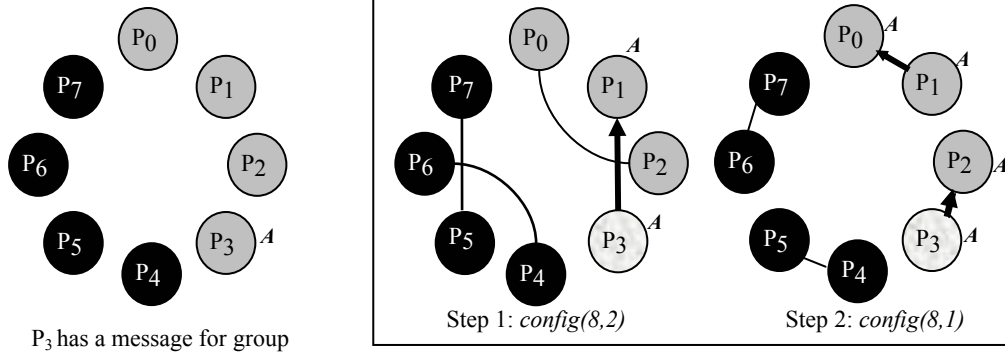 P0
P7
P1
P6
P2
P5
P3 A
P4
P3 has a message for group
P0
A
P7
P1
P6
P2
A
P5
P3
P4
Step 1: config(8,2)
A
P0
A
P7
P1
P6
P2 A
A
P5
P3
P4
Step 2: config(8,1)